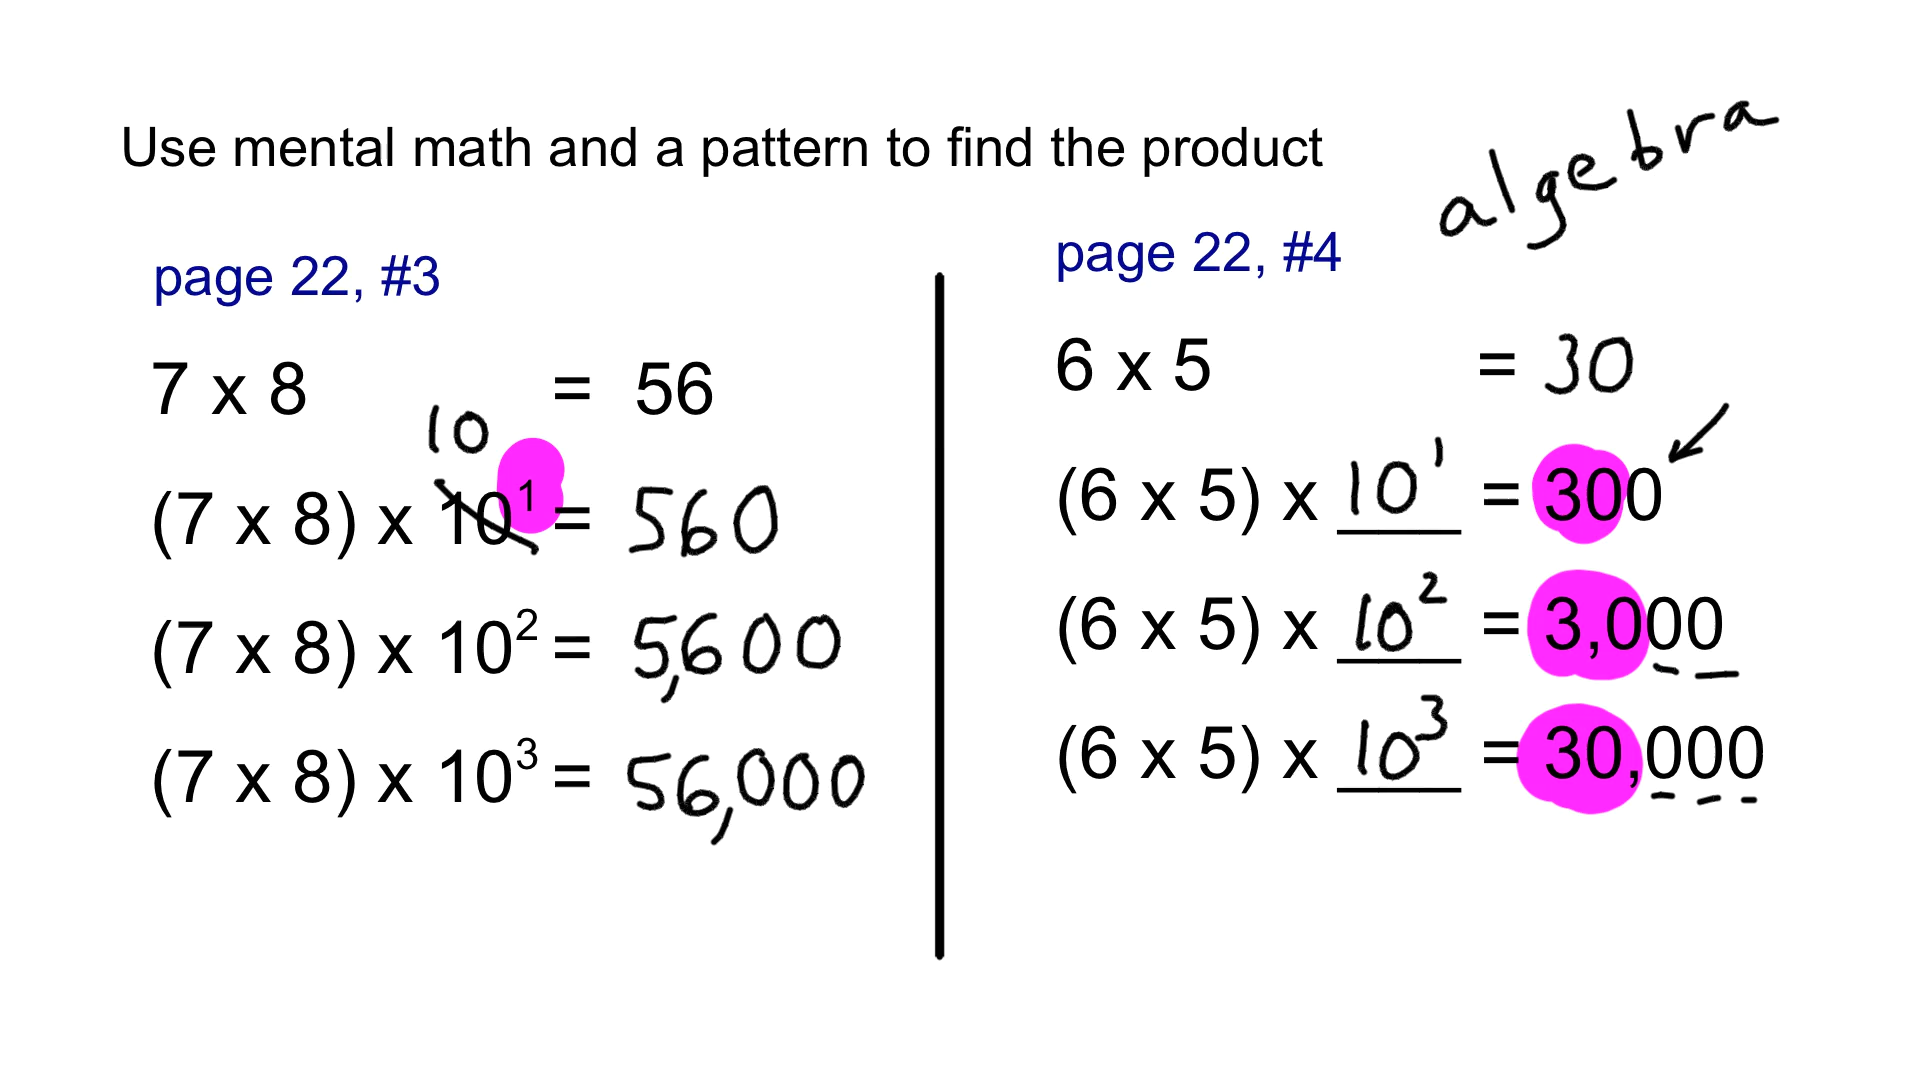 Use mental math and a pattern to find the product
algebra
page 22, #3
7 x 8 = 56
10
(7 x 8) x 10¹ = 560
(7 x 8) x 10² = 5,600
(7 x 8) x 10³ = 56,000
page 22, #4
6 x 5 = 30
(6 x 5) x 10¹ = 300
(6 x 5) x 10² = 3,000
(6 x 5) x 10³ = 30,000